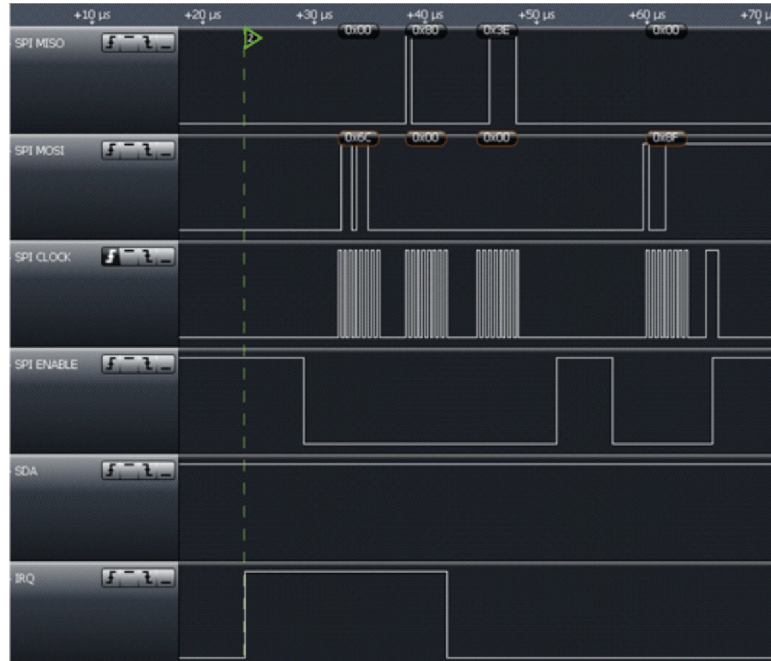 +10 µs +20 µs +30 µs +40 µs +50 µs +60 µs +70 µ
SPI MISO 0x00 0x80 0x3E 0x00
SPI MOSI 0x6C 0x00 0x00 0x8F
SPI CLOCK
SPI ENABLE
SDA
IRQ